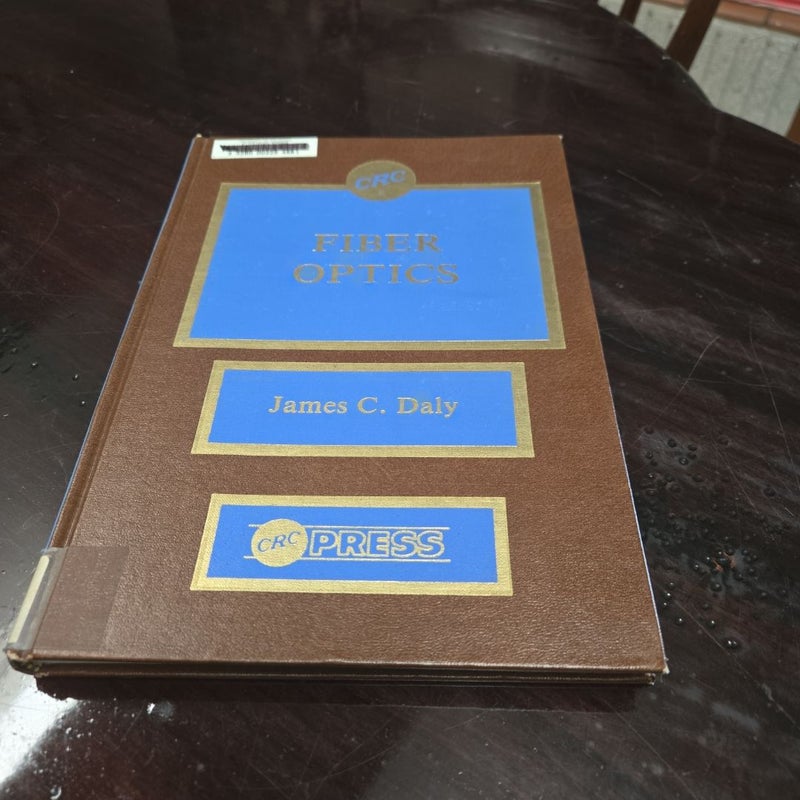 CRC
FIBER
OPTICS
James C. Daly
CRC PRESS